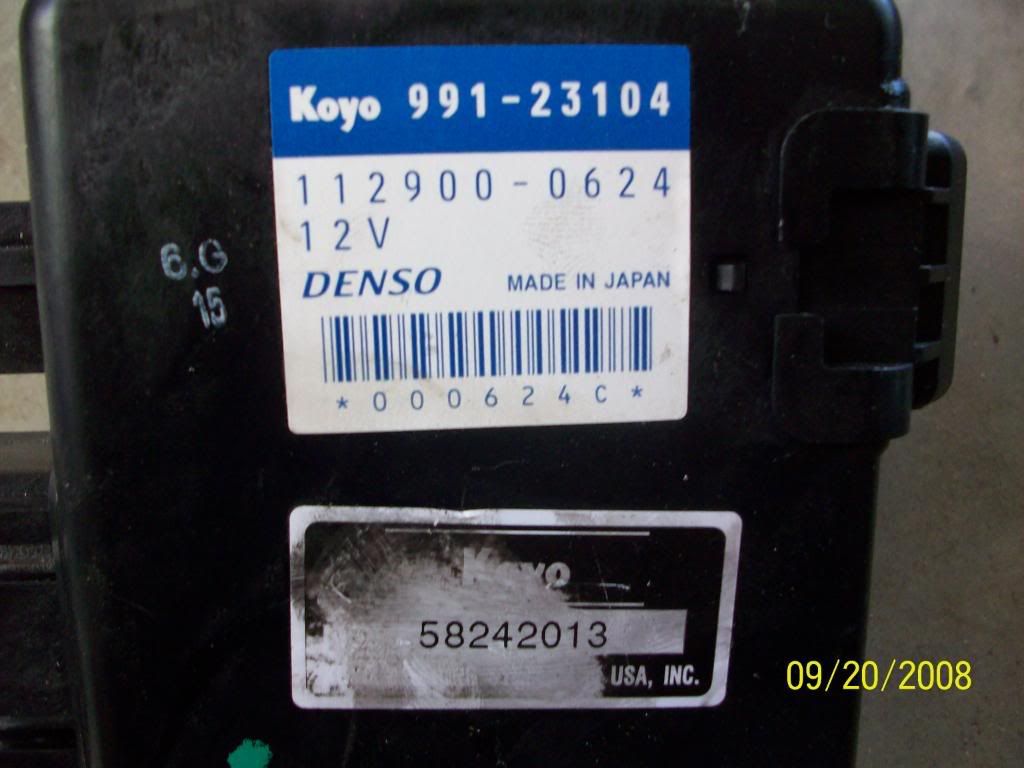 Koyo 991-23104
112900-0624
12V
DENSO MADE IN JAPAN
*000624C*
6.G
15
Koyo
58242013
USA, INC.
09/20/2008